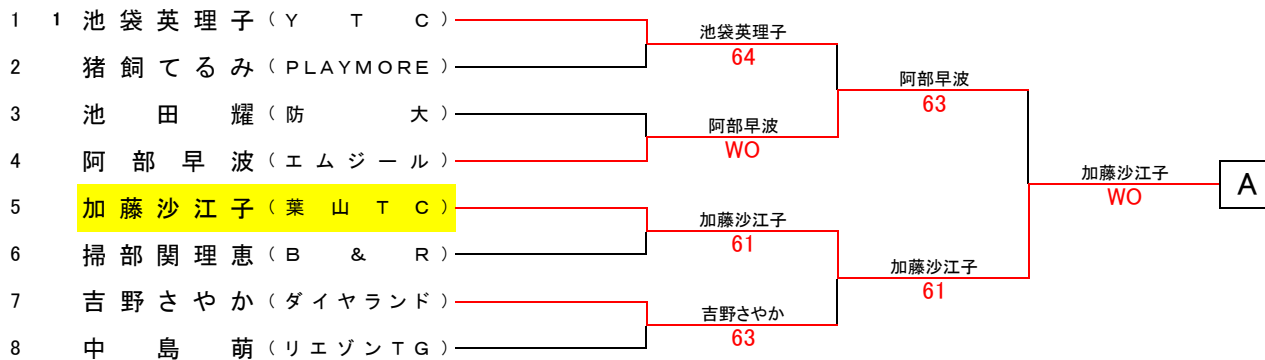 1 1 池袋英理子（YTC）
2 猪飼てるみ（PLAYMORE）
3 池田耀（防大）
4 阿部早波（エムジール）
5 加藤沙江子（葉山TC）
6 掃部関理恵（B&R）
7 吉野さやか（ダイヤランド）
8 中島萌（リエゾンTG）
池袋英理子
64
阿部早波
WO
加藤沙江子
61
吉野さやか
63
阿部早波
63
加藤沙江子
61
加藤沙江子
WO
A